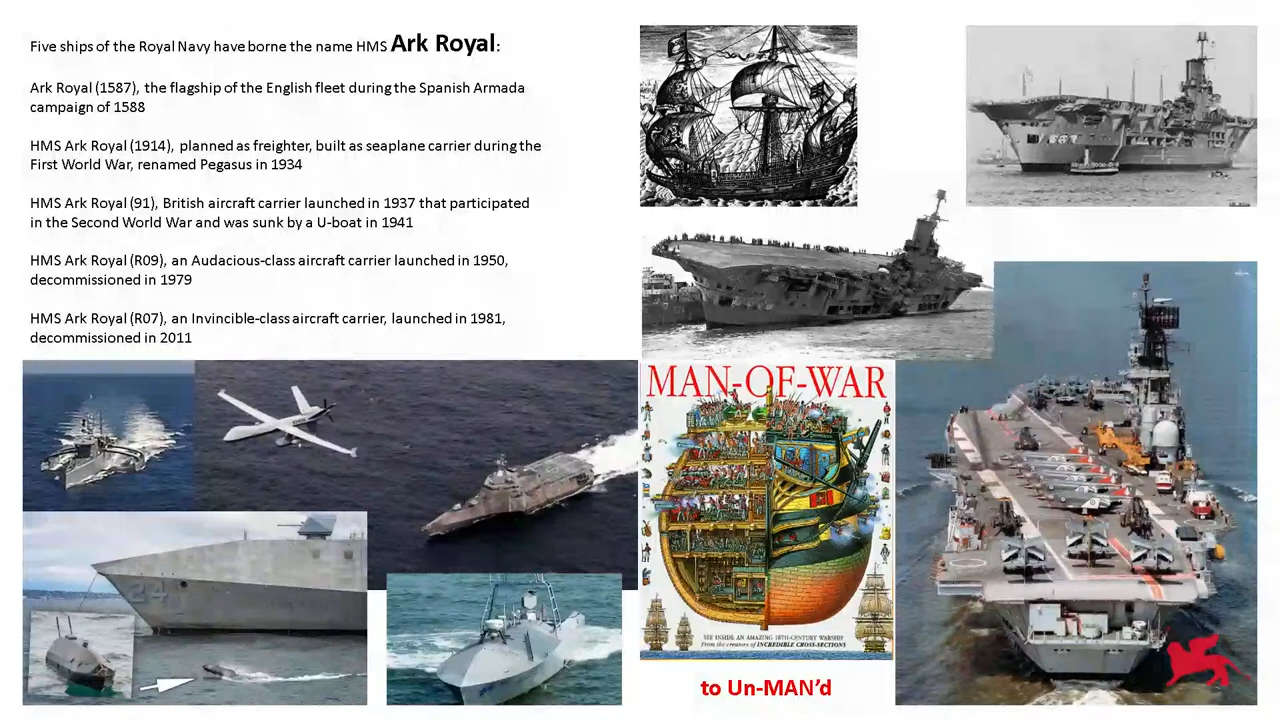 Five ships of the Royal Navy have borne the name HMS Ark Royal:
Ark Royal (1587), the flagship of the English fleet during the Spanish Armada
campaign of 1588
HMS Ark Royal (1914), planned as freighter, built as seaplane carrier during the
First World War, renamed Pegasus in 1934
HMS Ark Royal (91), British aircraft carrier launched in 1937 that participated
in the Second World War and was sunk by a U-boat in 1941
HMS Ark Royal (R09), an Audacious-class aircraft carrier launched in 1950,
decommissioned in 1979
HMS Ark Royal (R07), an Invincible-class aircraft carrier, launched in 1981,
decommissioned in 2011
MAN-OF-WAR
SEE INSIDE AN AMAZING 18TH-CENTURY WARSHIP
From the creators of INCREDIBLE CROSS-SECTIONS
to Un-MAN'd
24